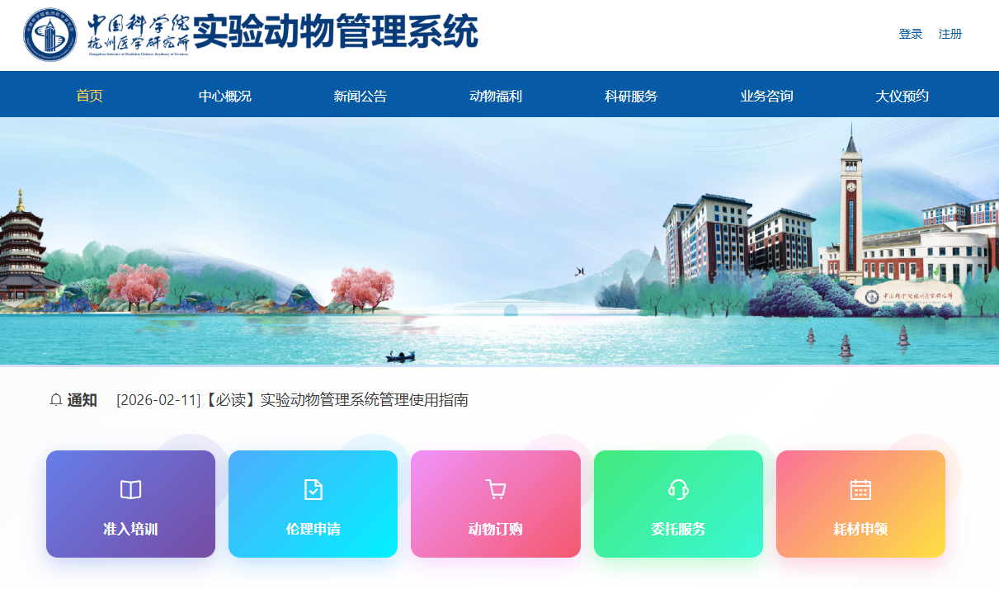 中国科学院
杭州医学研究所
Hangzhou Institute of Medicine Chinese Academy of Sciences
实验动物管理系统
登录 注册
首页 中心概况 新闻公告 动物福利 科研服务 业务咨询 大仪预约
中国科学院杭州医学研究所
通知 [2026-02-11]【必读】实验动物管理系统管理使用指南
准入培训 伦理申请 动物订购 委托服务 耗材申领